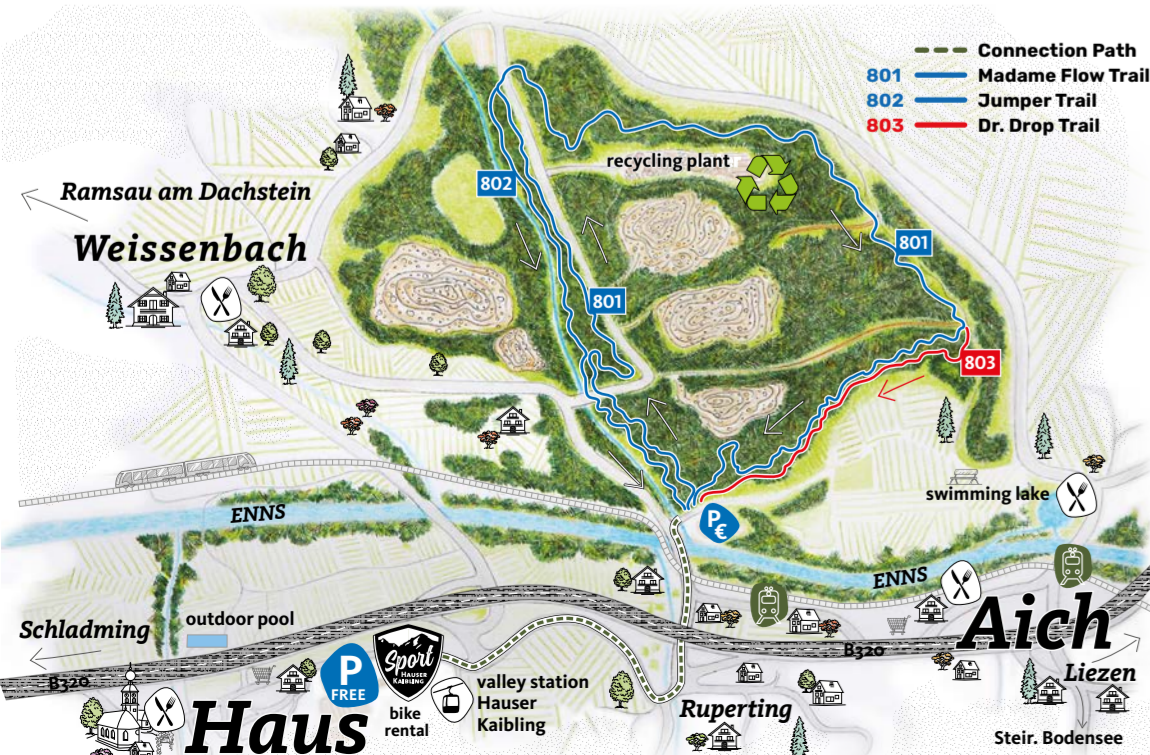 Connection Path
801 Madame Flow Trail
802 Jumper Trail
803 Dr. Drop Trail
recycling plant
802
Ramsau am Dachstein
Weissenbach
801
801
803
swimming lake
ENNS
P
€
ENNS
Aich
outdoor pool
Schladming
B320
Liezen
B320
P
FREE
Sport
HAUSER
KAIBLING
bike
rental
valley station
Hauser
Kaibling
Haus
Ruperting
Steir. Bodensee